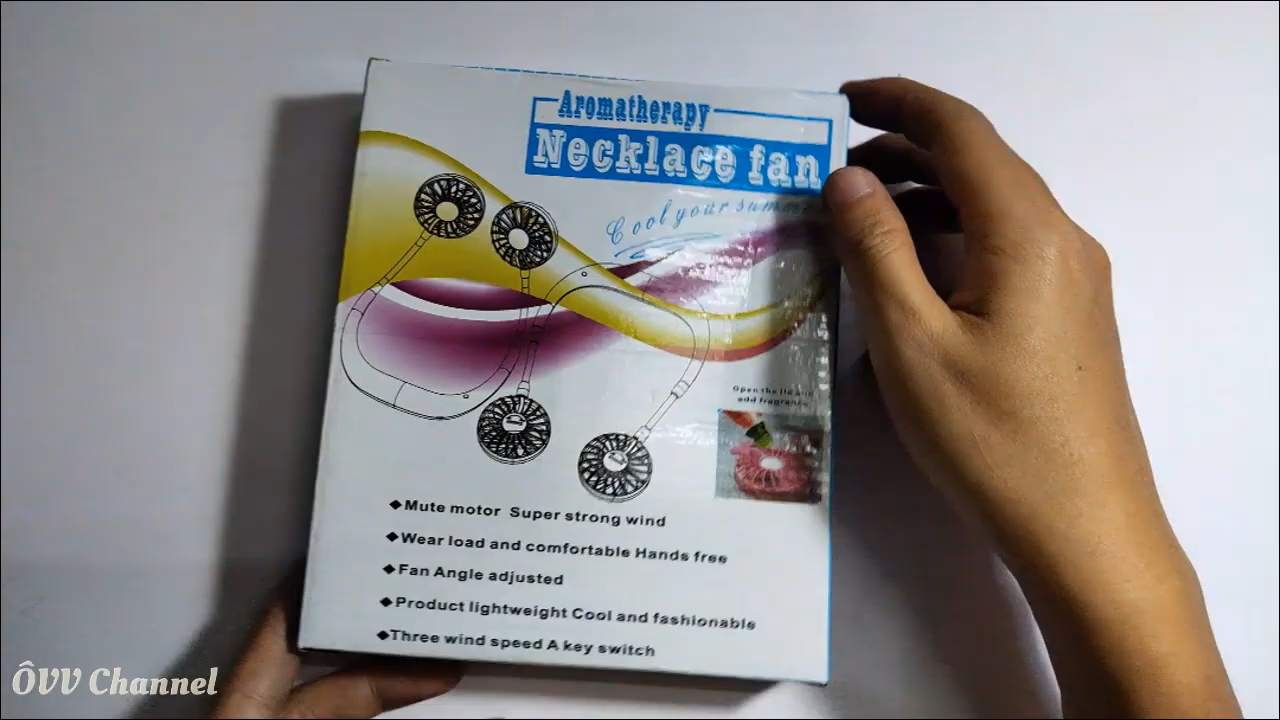 Aromatherapy
Necklace fan
Cool your summer
Open the lid and
add fragrance
◆Mute motor Super strong wind
◆Wear load and comfortable Hands free
◆Fan Angle adjusted
◆Product lightweight Cool and fashionable
◆Three wind speed A key switch
ÔVV Channel